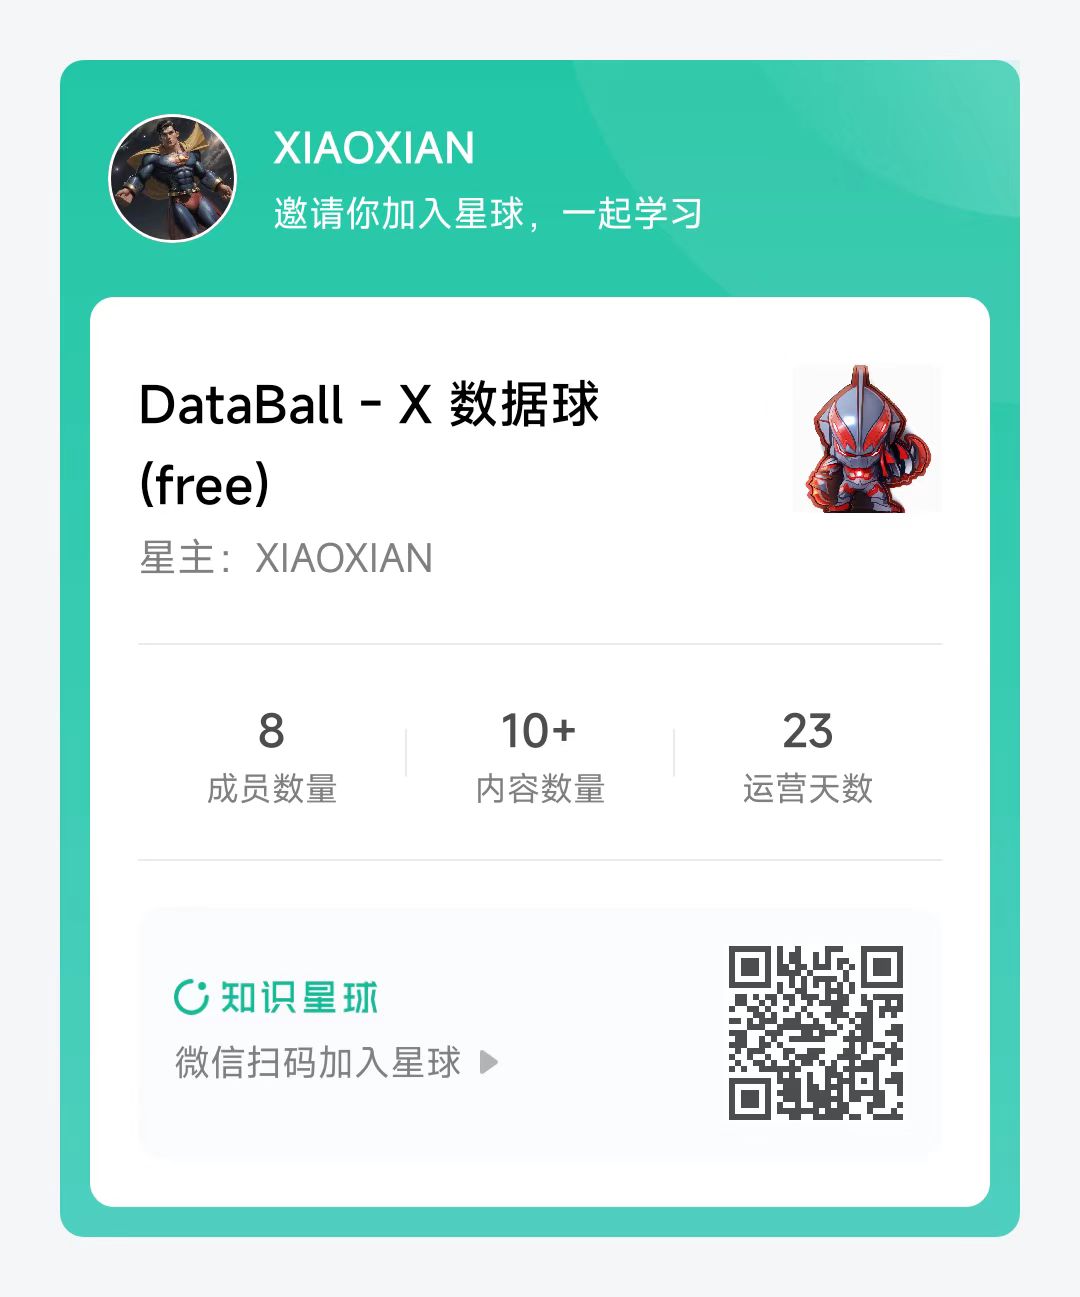 XIAOXIAN
邀请你加入星球，一起学习
DataBall - X 数据球
(free)
星主：XIAOXIAN
8
成员数量
10+
内容数量
23
运营天数
知识星球
微信扫码加入星球